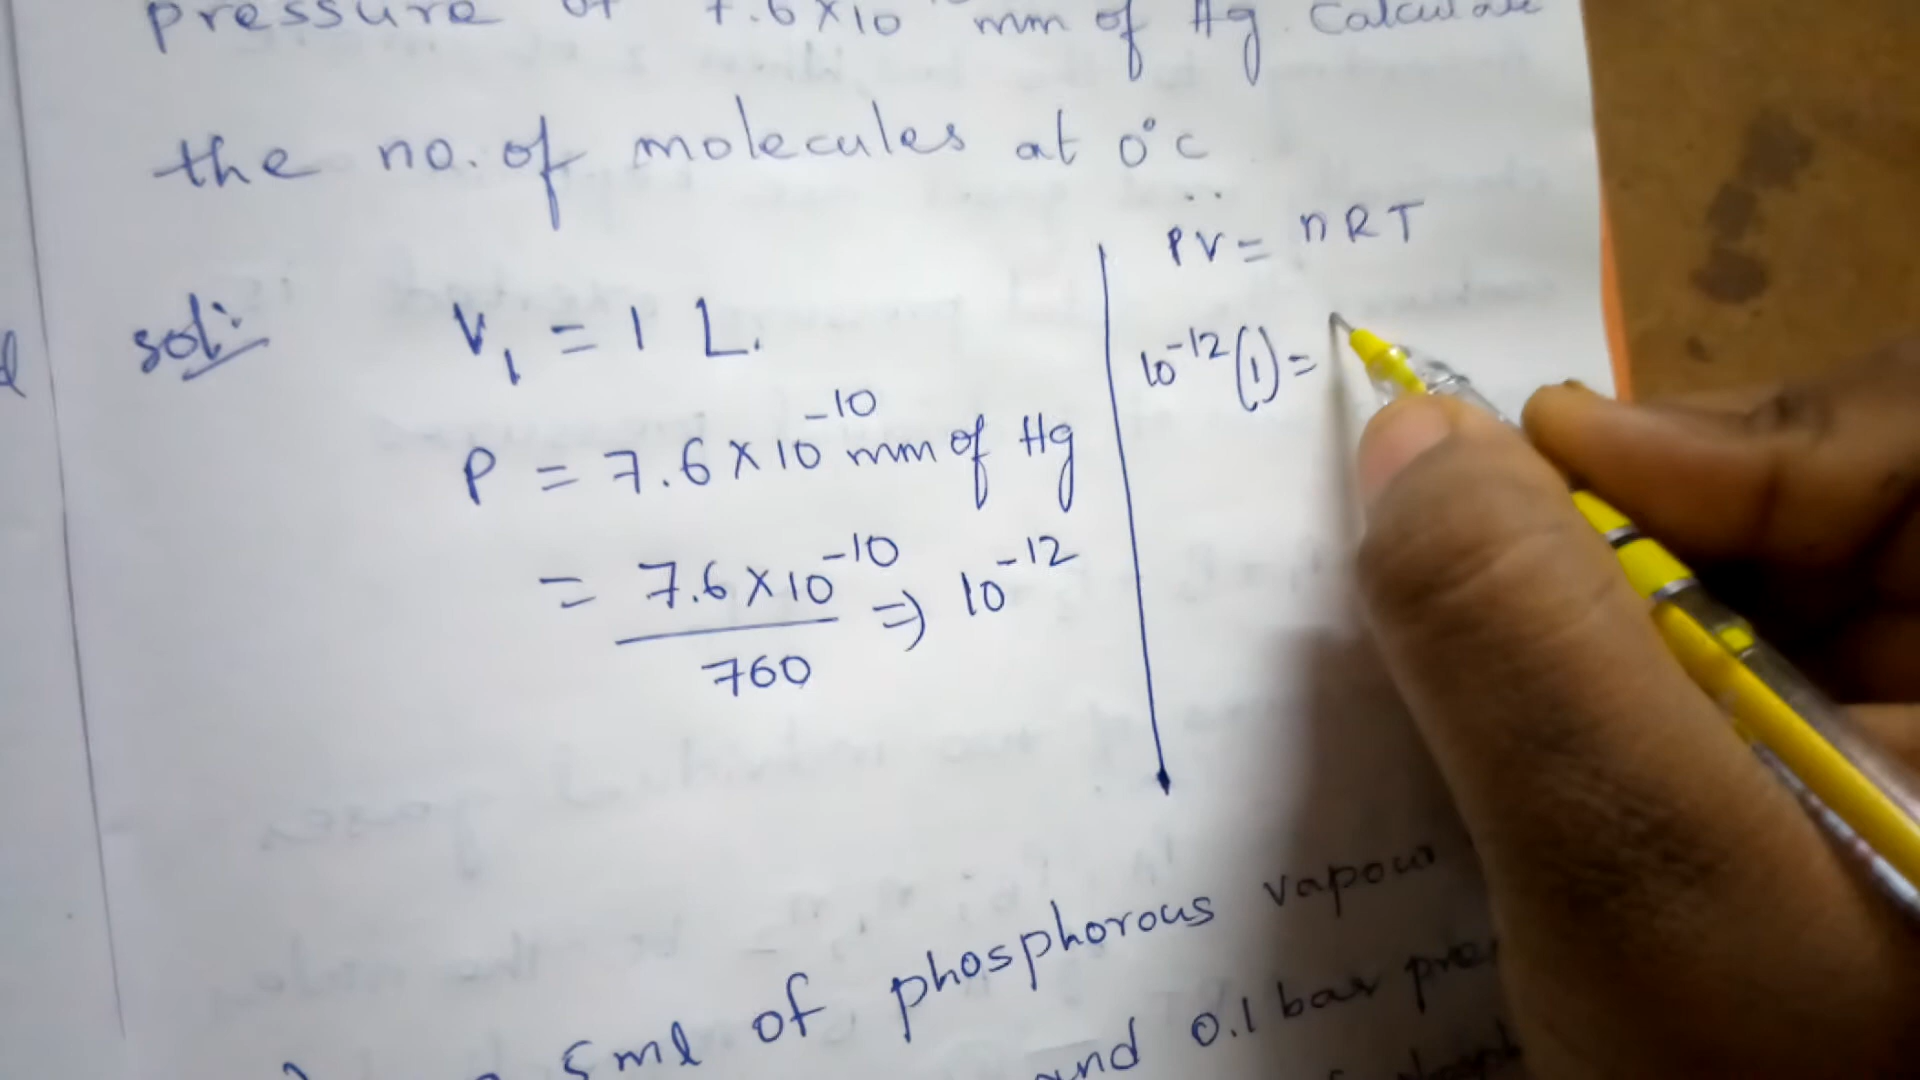 pressure of 7.6×10 mm of Hg. Calculate
the no. of molecules at 0°C
sol:
V₁ = 1 L.
P = 7.6×10⁻¹⁰ mm of Hg
= 7.6×10⁻¹⁰ / 760 ⇒ 10⁻¹²
PV = nRT
10⁻¹²(1) =
5ml of phosphorous vapour
and 0.1 bar